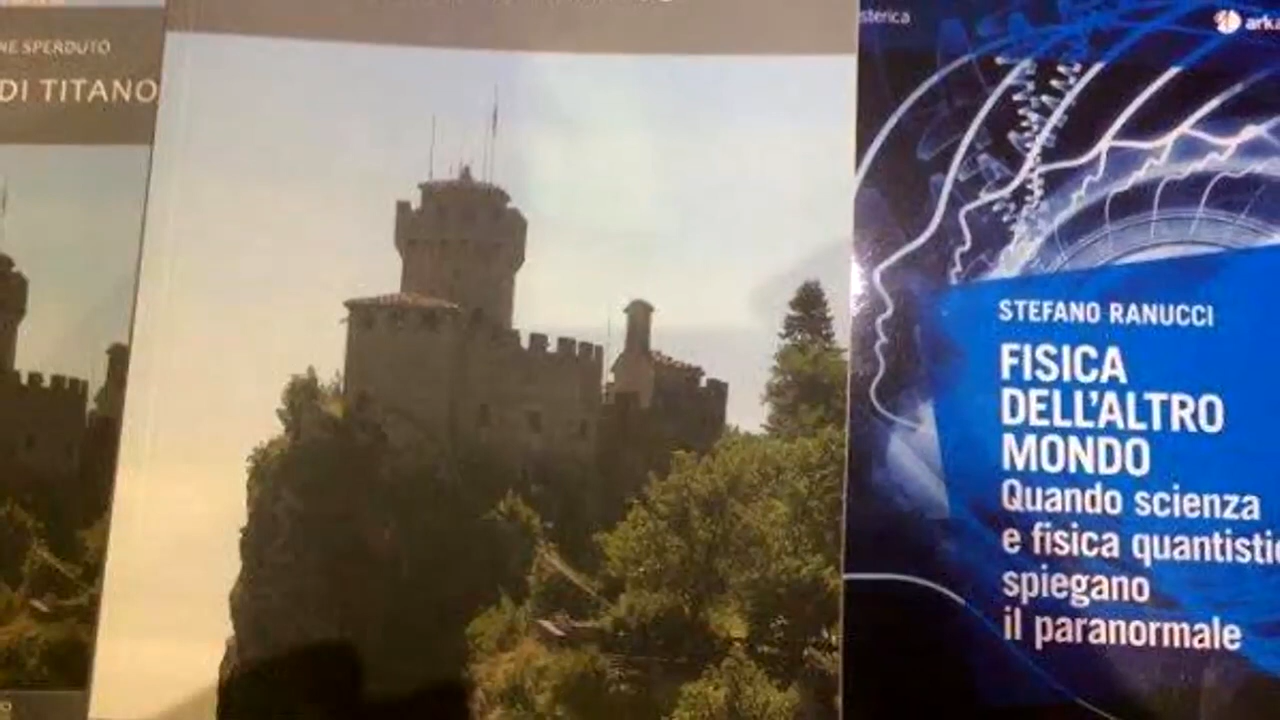 NE SPERDUTO
DI TITANO
sterica
arka
STEFANO RANUCCI
FISICA
DELL'ALTRO
MONDO
Quando scienza
e fisica quantistic
spiegano
il paranormale